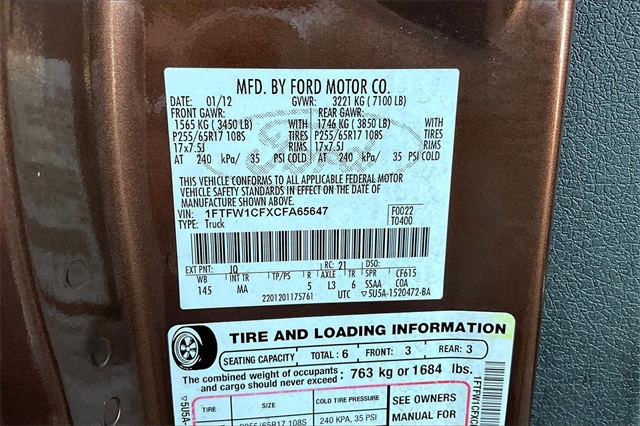 MFD. BY FORD MOTOR CO.
DATE: 01/12 GVWR: 3221 KG ( 7100 LB)
FRONT GAWR: REAR GAWR:
1565 KG ( 3450 LB) WITH 1746 KG ( 3850 LB) WITH
P255/65R17 108S TIRES P255/65R17 108S TIRES
17x7.5J RIMS 17x7.5J RIMS
AT 240 kPa/ 35 PSI COLD AT 240 kPa/ 35 PSI COLD
THIS VEHICLE CONFORMS TO ALL APPLICABLE FEDERAL MOTOR
VEHICLE SAFETY STANDARDS IN EFFECT ON THE DATE OF
MANUFACTURE SHOWN ABOVE.
VIN: 1FTFW1CFXCFA65647 F0022
TYPE: Truck T0400
EXT PNT: IQ RC: 21 DSO:
WB INT TR TP/PS R AXLE TR SPR CF615
145 MA 5 L3 6 SSAA COA
2201201175761 UTC ▽5U5A-1520472-BA
Ford
TIRE AND LOADING INFORMATION
SEATING CAPACITY TOTAL: 6 FRONT: 3 REAR: 3
The combined weight of occupants and cargo should never exceed: 763 kg or 1684 lbs.
TIRE SIZE COLD TIRE PRESSURE SEE OWNERS
MANUAL FOR
P255/65R17 108S 240 KPA, 35 PSI
▽5U5A-
1FTFW1CFXC